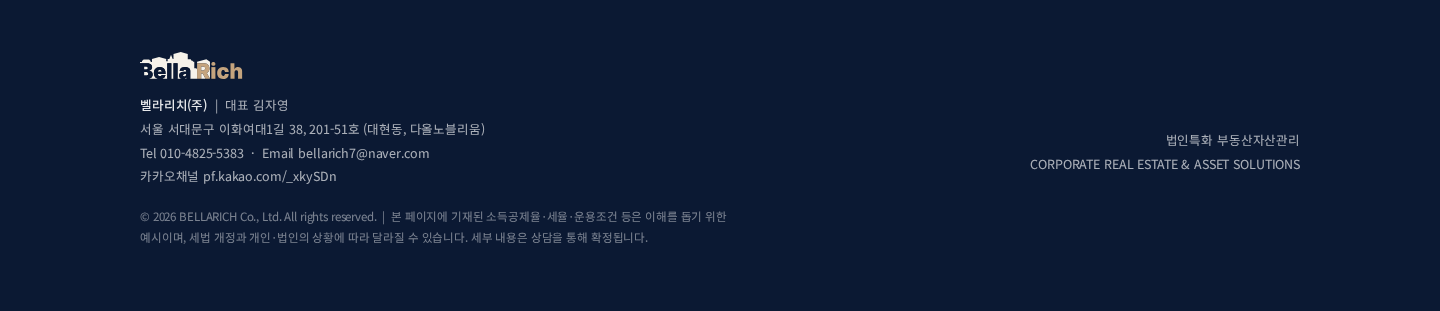 Bella Rich
벨라리치(주) | 대표 김자영
서울 서대문구 이화여대1길 38, 201-51호 (대현동, 다올노블리움)
Tel 010-4825-5383 · Email bellarich7@naver.com
카카오채널 pf.kakao.com/_xkySDn
법인특화 부동산자산관리
CORPORATE REAL ESTATE & ASSET SOLUTIONS
© 2026 BELLARICH Co., Ltd. All rights reserved. | 본 페이지에 기재된 소득공제율·세율·운용조건 등은 이해를 돕기 위한
예시이며, 세법 개정과 개인·법인의 상황에 따라 달라질 수 있습니다. 세부 내용은 상담을 통해 확정됩니다.